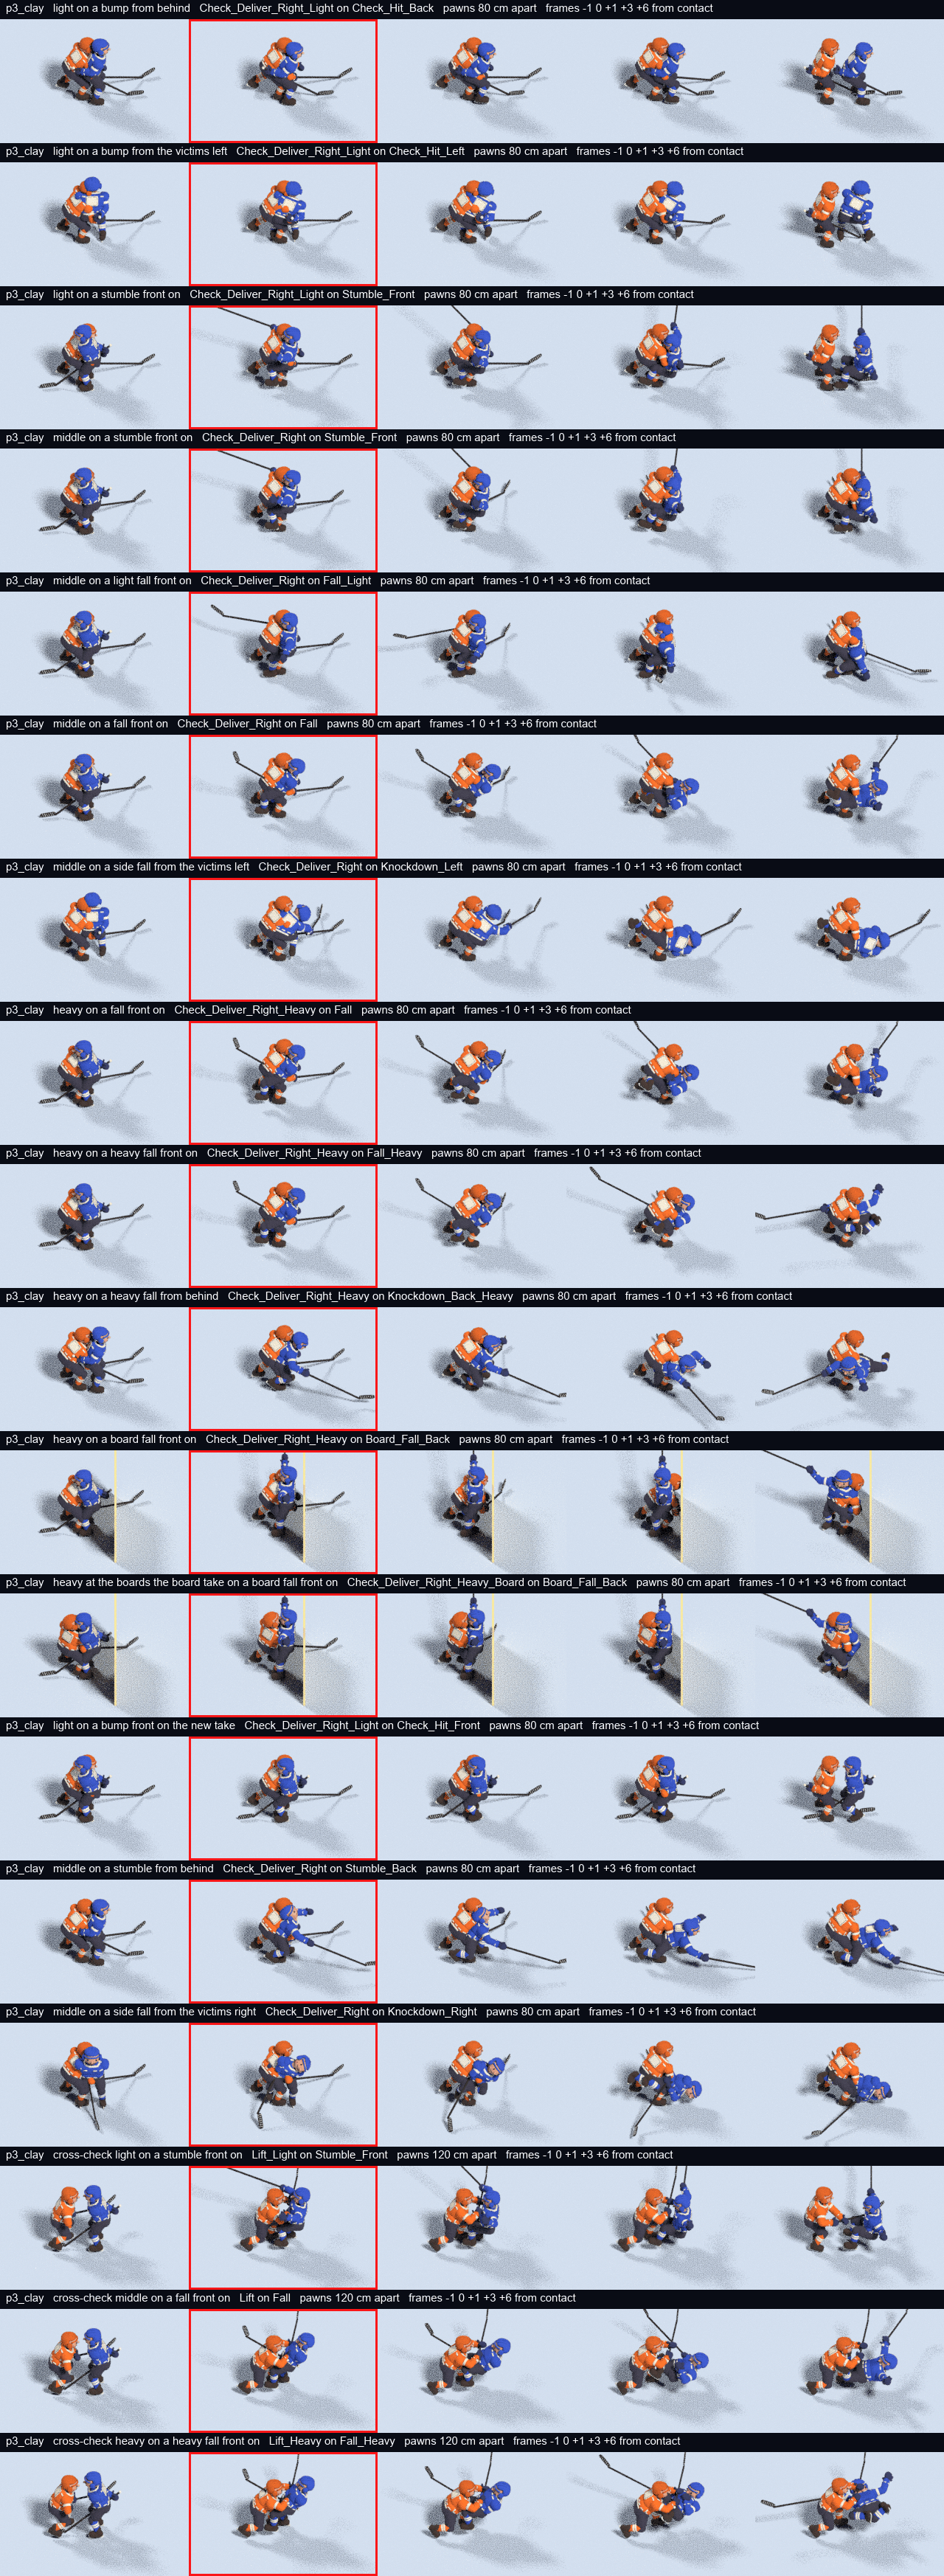 p3_clay light on a bump from behind Check_Deliver_Right_Light on Check_Hit_Back pawns 80 cm apart frames -1 0 +1 +3 +6 from contact
p3_clay light on a bump from the victims left Check_Deliver_Right_Light on Check_Hit_Left pawns 80 cm apart frames -1 0 +1 +3 +6 from contact
p3_clay light on a stumble front on Check_Deliver_Right_Light on Stumble_Front pawns 80 cm apart frames -1 0 +1 +3 +6 from contact
p3_clay middle on a stumble front on Check_Deliver_Right on Stumble_Front pawns 80 cm apart frames -1 0 +1 +3 +6 from contact
p3_clay middle on a light fall front on Check_Deliver_Right on Fall_Light pawns 80 cm apart frames -1 0 +1 +3 +6 from contact
p3_clay middle on a fall front on Check_Deliver_Right on Fall pawns 80 cm apart frames -1 0 +1 +3 +6 from contact
p3_clay middle on a side fall from the victims left Check_Deliver_Right on Knockdown_Left pawns 80 cm apart frames -1 0 +1 +3 +6 from contact
p3_clay heavy on a fall front on Check_Deliver_Right_Heavy on Fall pawns 80 cm apart frames -1 0 +1 +3 +6 from contact
p3_clay heavy on a heavy fall front on Check_Deliver_Right_Heavy on Fall_Heavy pawns 80 cm apart frames -1 0 +1 +3 +6 from contact
p3_clay heavy on a heavy fall from behind Check_Deliver_Right_Heavy on Knockdown_Back_Heavy pawns 80 cm apart frames -1 0 +1 +3 +6 from contact
p3_clay heavy on a board fall front on Check_Deliver_Right_Heavy on Board_Fall_Back pawns 80 cm apart frames -1 0 +1 +3 +6 from contact
p3_clay heavy at the boards the board take on a board fall front on Check_Deliver_Right_Heavy_Board on Board_Fall_Back pawns 80 cm apart frames -1 0 +1 +3 +6 from contact
p3_clay light on a bump front on the new take Check_Deliver_Right_Light on Check_Hit_Front pawns 80 cm apart frames -1 0 +1 +3 +6 from contact
p3_clay middle on a stumble from behind Check_Deliver_Right on Stumble_Back pawns 80 cm apart frames -1 0 +1 +3 +6 from contact
p3_clay middle on a side fall from the victims right Check_Deliver_Right on Knockdown_Right pawns 80 cm apart frames -1 0 +1 +3 +6 from contact
p3_clay cross-check light on a stumble front on Lift_Light on Stumble_Front pawns 120 cm apart frames -1 0 +1 +3 +6 from contact
p3_clay cross-check middle on a fall front on Lift on Fall pawns 120 cm apart frames -1 0 +1 +3 +6 from contact
p3_clay cross-check heavy on a heavy fall front on Lift_Heavy on Fall_Heavy pawns 120 cm apart frames -1 0 +1 +3 +6 from contact